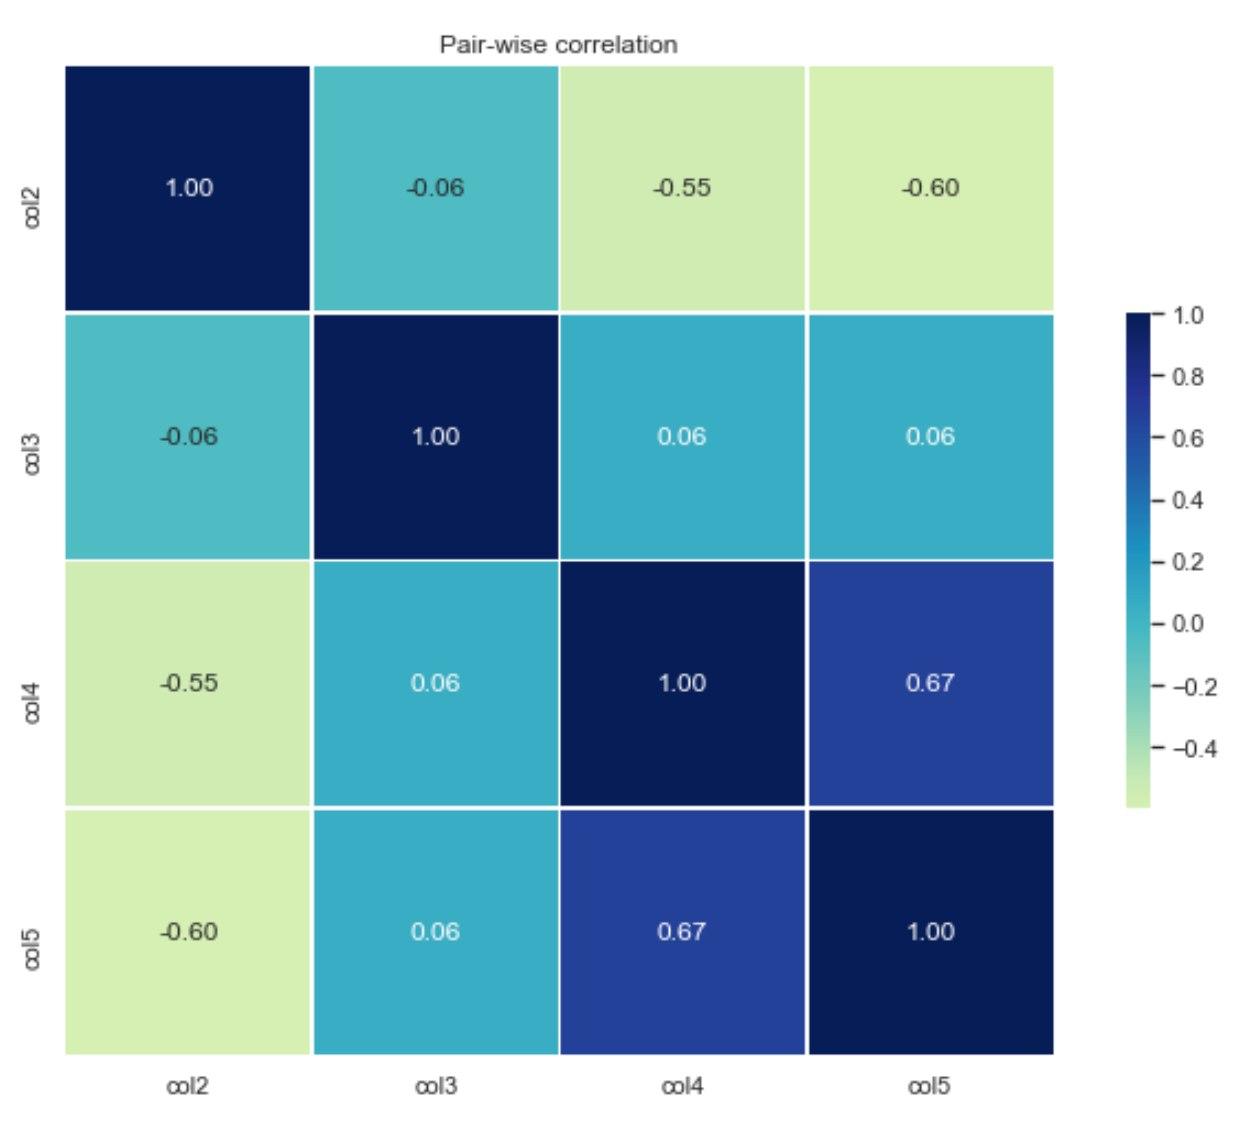 Pair-wise correlation
col2 1.00 -0.06 -0.55 -0.60
col3 -0.06 1.00 0.06 0.06
col4 -0.55 0.06 1.00 0.67
col5 -0.60 0.06 0.67 1.00
col2 col3 col4 col5
1.0
0.8
0.6
0.4
0.2
0.0
−0.2
−0.4